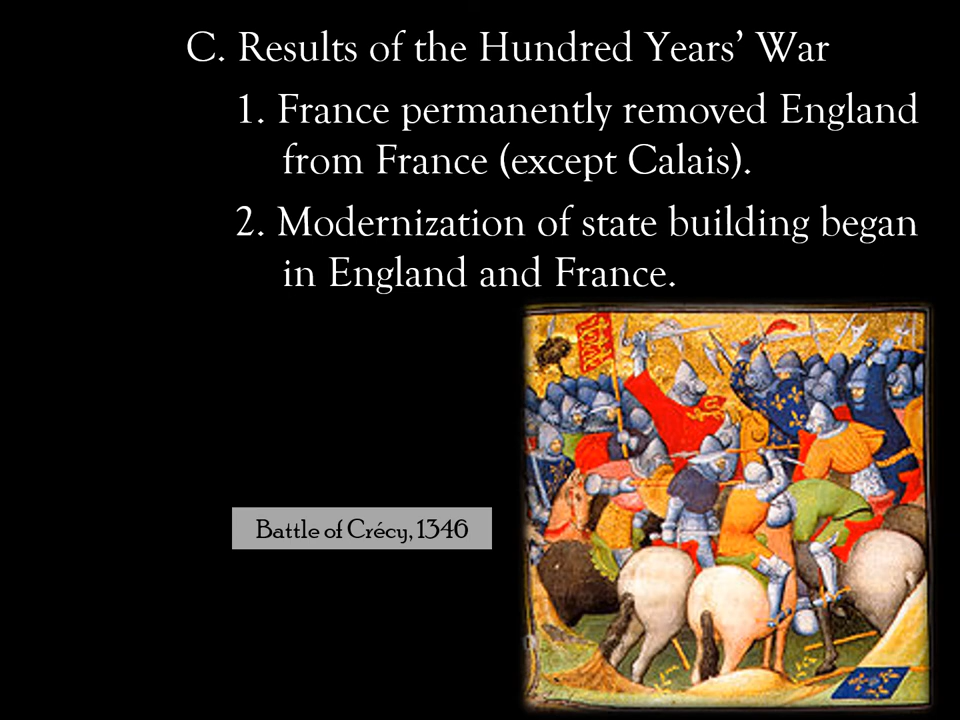 C. Results of the Hundred Years’ War
1. France permanently removed England
from France (except Calais).
2. Modernization of state building began
in England and France.
Battle of Crécy, 1346